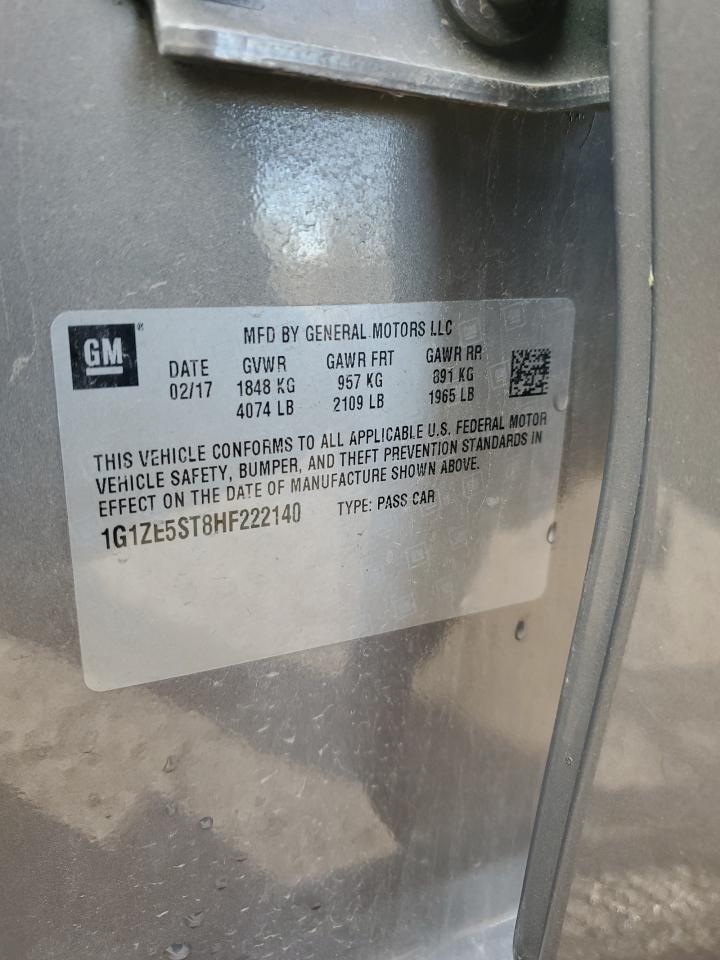 GM
MFD BY GENERAL MOTORS LLC
DATE GVWR GAWR FRT GAWR RR
02/17 1848 KG 957 KG 891 KG
4074 LB 2109 LB 1965 LB
THIS VEHICLE CONFORMS TO ALL APPLICABLE U.S. FEDERAL MOTOR
VEHICLE SAFETY, BUMPER, AND THEFT PREVENTION STANDARDS IN
EFFECT ON THE DATE OF MANUFACTURE SHOWN ABOVE.
1G1ZE5ST8HF222140 TYPE: PASS CAR